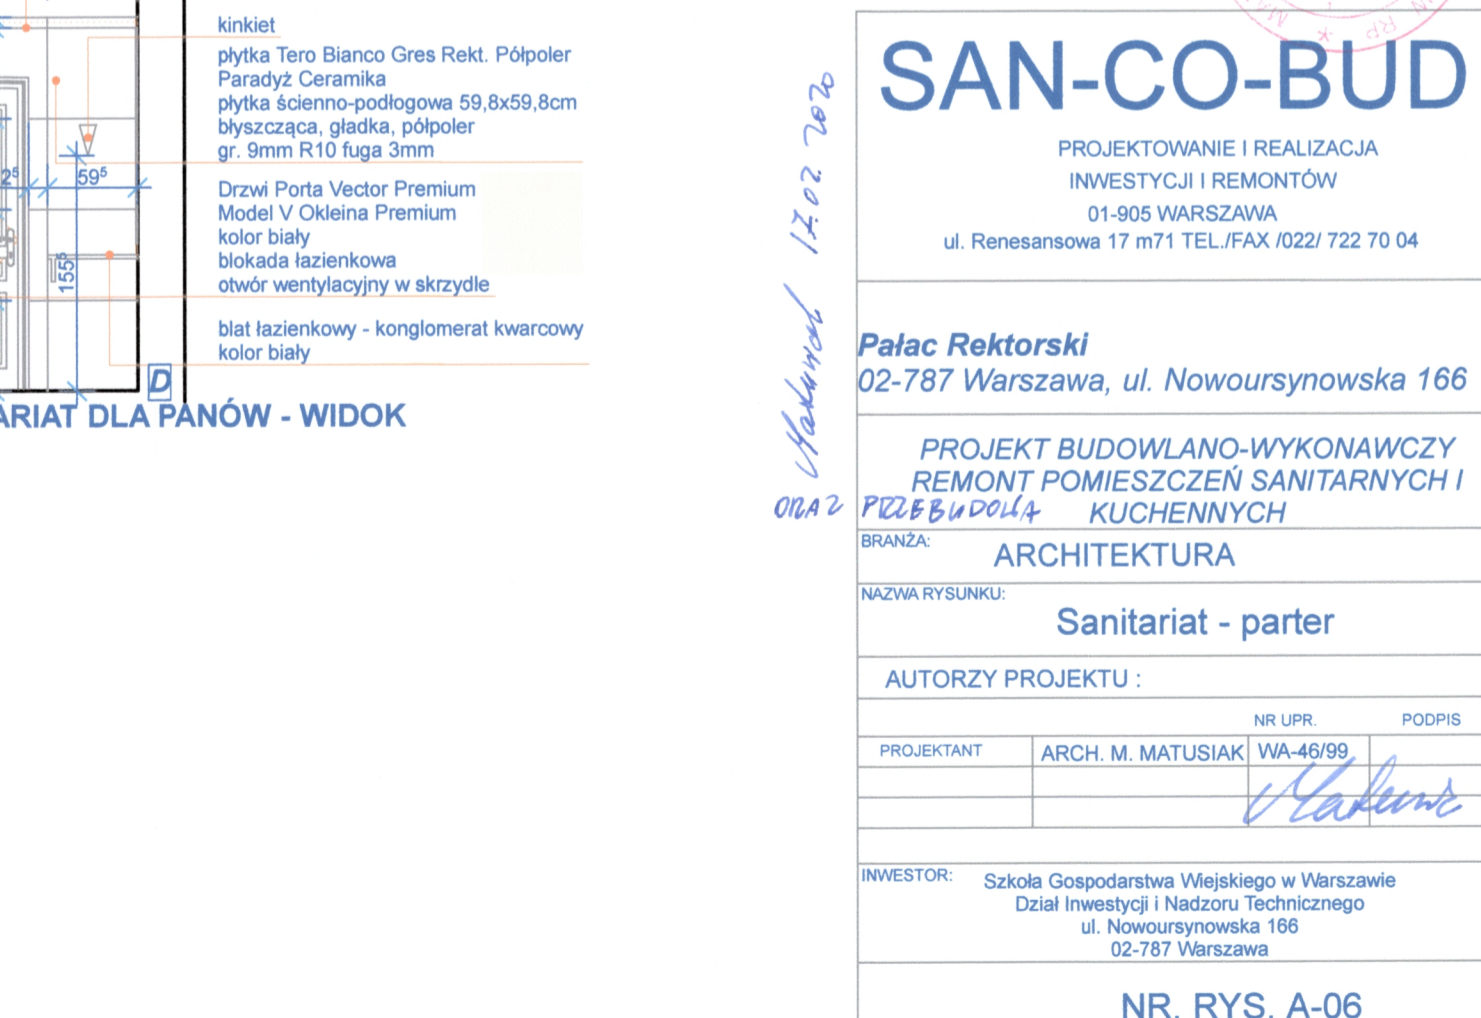 kinkiet
płytka Tero Bianco Gres Rekt. Półpoler
Paradyż Ceramika
płytka ścienno-podłogowa 59,8x59,8cm
błyszcząca, gładka, półpoler
gr. 9mm R10 fuga 3mm
Drzwi Porta Vector Premium
Model V Okleina Premium
kolor biały
blokada łazienkowa
otwór wentylacyjny w skrzydle
blat łazienkowy - konglomerat kwarcowy
kolor biały
2⁵
59⁵
155⁵
D
ARIAT DLA PANÓW - WIDOK
17.02.2020
RP
SAN-CO-BUD
PROJEKTOWANIE I REALIZACJA
INWESTYCJI I REMONTÓW
01-905 WARSZAWA
ul. Renesansowa 17 m71 TEL./FAX /022/ 722 70 04
Pałac Rektorski
02-787 Warszawa, ul. Nowoursynowska 166
PROJEKT BUDOWLANO-WYKONAWCZY
REMONT POMIESZCZEŃ SANITARNYCH I
KUCHENNYCH
ORAZ PRZEBUDOWA
BRANŻA:
ARCHITEKTURA
NAZWA RYSUNKU:
Sanitariat - parter
AUTORZY PROJEKTU :
NR UPR. PODPIS
PROJEKTANT ARCH. M. MATUSIAK WA-46/99
INWESTOR:
Szkoła Gospodarstwa Wiejskiego w Warszawie
Dział Inwestycji i Nadzoru Technicznego
ul. Nowoursynowska 166
02-787 Warszawa
NR. RYS. A-06